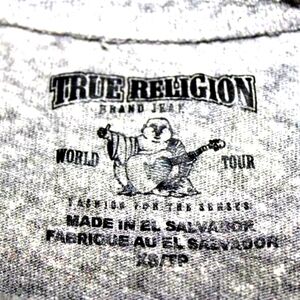 TRUE RELIGION
BRAND JEAN
WORLD TOUR
FASHION FOR THE SENSES
MADE IN EL SALVADOR
FABRIQUE AU EL SALVADOR
XS/TP